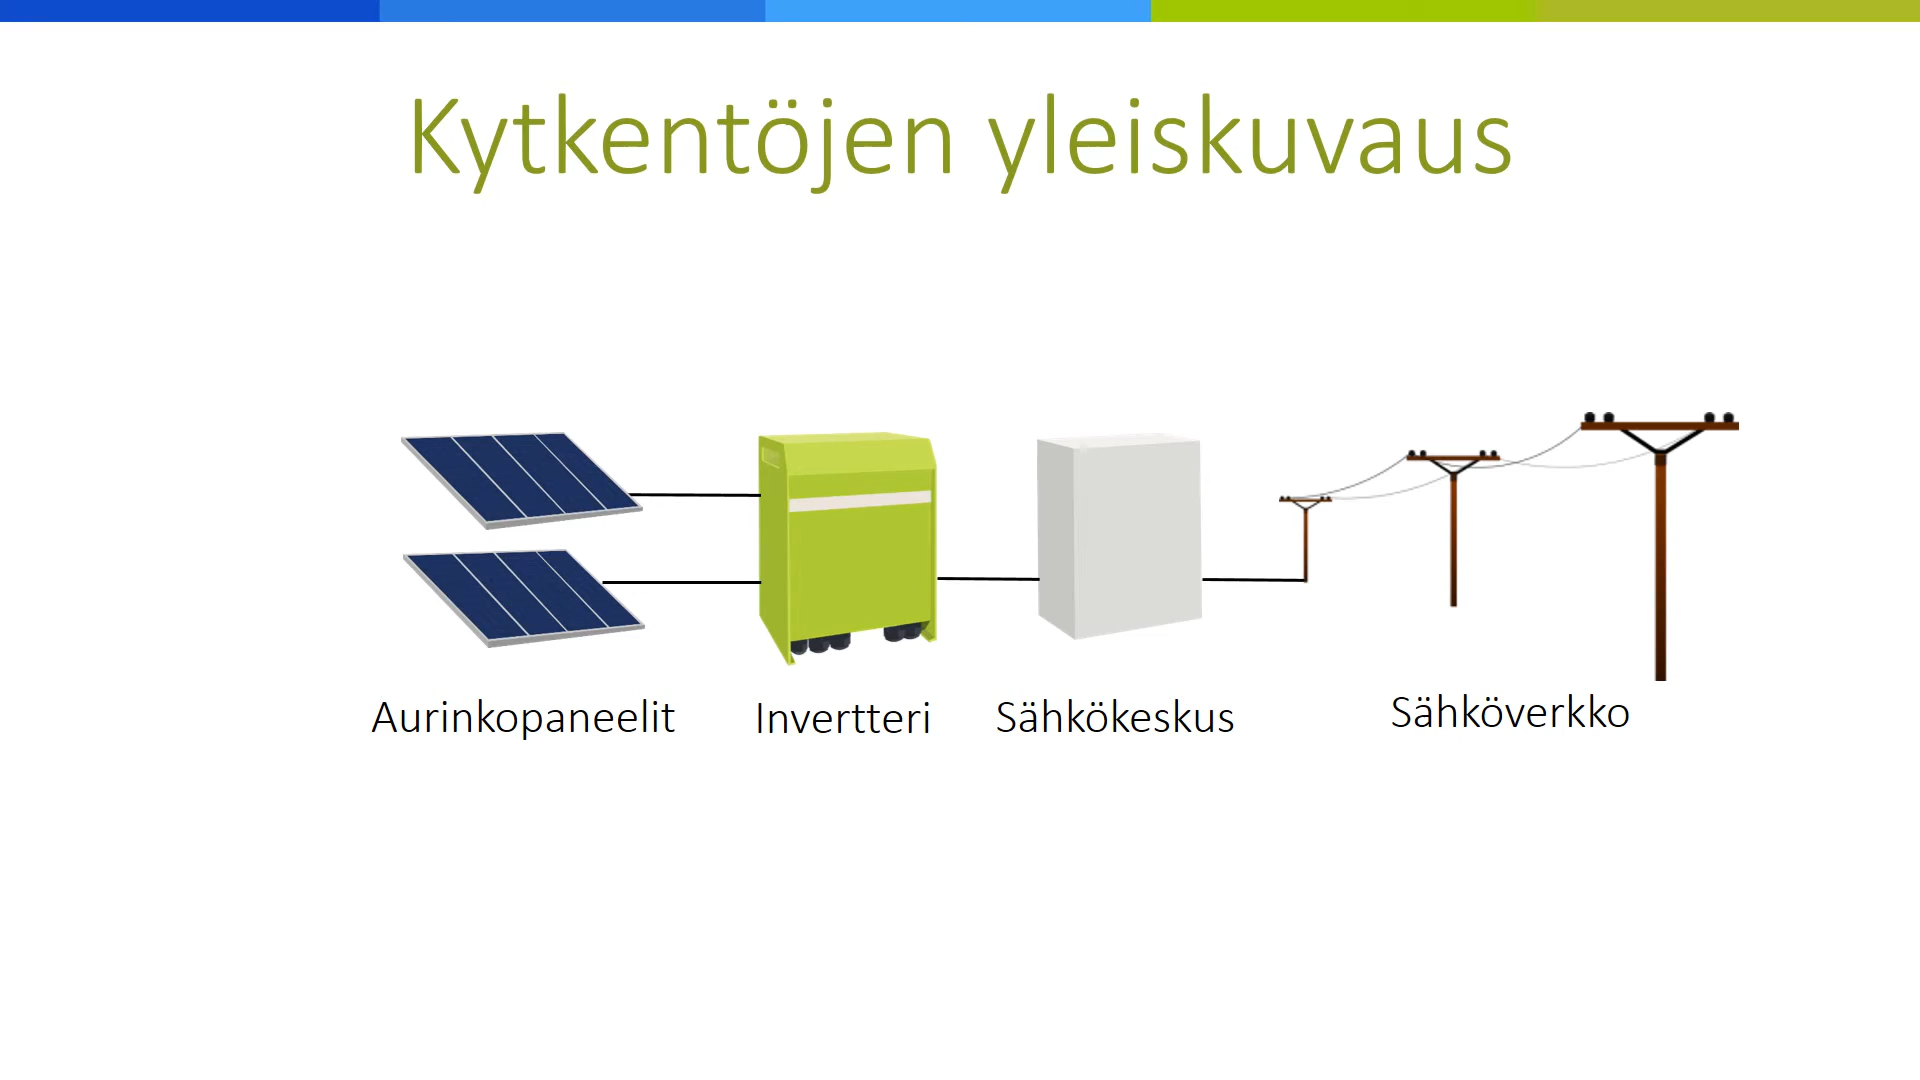 Kytkentöjen yleiskuvaus
Aurinkopaneelit
Invertteri
Sähkökeskus
Sähköverkko